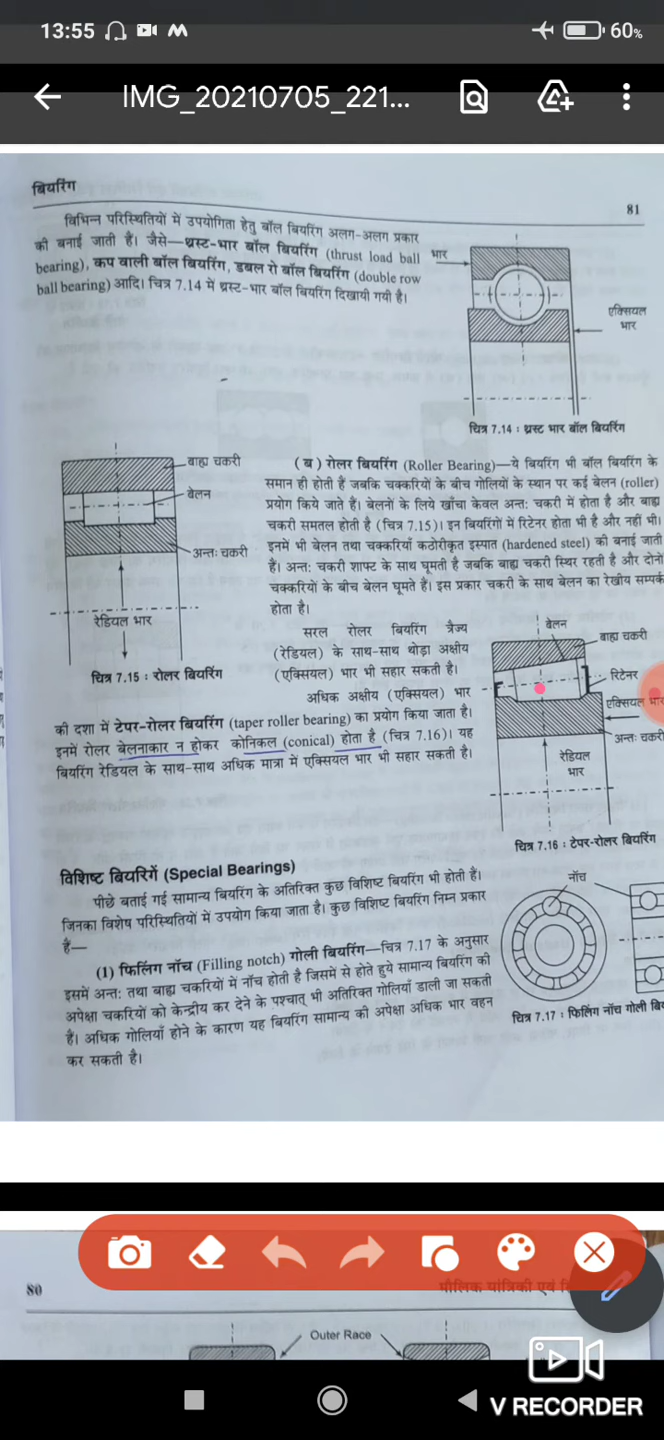 13:55
60%
IMG_20210705_221...
बियरिंग
81
विभिन्न परिस्थितियों में उपयोगिता हेतु बॉल बियरिंग अलग-अलग प्रकार
की बनाई जाती हैं। जैसे—थ्रस्ट-भार बॉल बियरिंग (thrust load ball
bearing), कप वाली बॉल बियरिंग, डबल रो बॉल बियरिंग (double row
ball bearing) आदि। चित्र 7.14 में थ्रस्ट-भार बॉल बियरिंग दिखायी गयी है।
भार
एक्सियल
भार
चित्र 7.14 : थ्रस्ट भार बॉल बियरिंग
बाह्य चकरी
बेलन
अन्तः चकरी
रेडियल भार
चित्र 7.15 : रोलर बियरिंग
(ब) रोलर बियरिंग (Roller Bearing)—ये बियरिंग भी बॉल बियरिंग के
समान ही होती हैं जबकि चक्करियों के बीच गोलियों के स्थान पर कई बेलन (roller)
प्रयोग किये जाते हैं। बेलनों के लिये खाँचा केवल अन्तः चकरी में होता है और बाह्य
चकरी समतल होती है (चित्र 7.15)। इन बियरिंगों में रिटेनर होता भी है और नहीं भी।
इनमें भी बेलन तथा चक्करियाँ कठोरीकृत इस्पात (hardened steel) की बनाई जाती
हैं। अन्तः चकरी शाफ्ट के साथ घूमती है जबकि बाह्य चकरी स्थिर रहती है और दोनो
चक्करियों के बीच बेलन घूमते हैं। इस प्रकार चकरी के साथ बेलन का रेखीय सम्पर्क
होता है।
सरल रोलर बियरिंग त्रैज्य
(रेडियल) के साथ-साथ थोड़ा अक्षीय
(एक्सियल) भार भी सहार सकती है।
अधिक अक्षीय (एक्सियल) भार
की दशा में टेपर-रोलर बियरिंग (taper roller bearing) का प्रयोग किया जाता है।
इनमें रोलर बेलनाकार न होकर कोनिकल (conical) होता है (चित्र 7.16)। यह
बियरिंग रेडियल के साथ-साथ अधिक मात्रा में एक्सियल भार भी सहार सकती है।
बेलन
बाह्य चकरी
रिटेनर
एक्सियल भार
अन्तः चकरी
रेडियल
भार
चित्र 7.16 : टेपर-रोलर बियरिंग
विशिष्ट बियरिगें (Special Bearings)
पीछे बताई गई सामान्य बियरिंग के अतिरिक्त कुछ विशिष्ट बियरिंग भी होती हैं।
जिनका विशेष परिस्थितियों में उपयोग किया जाता है। कुछ विशिष्ट बियरिंग निम्न प्रकार
हैं—
(1) फिलिंग नॉच (Filling notch) गोली बियरिंग—चित्र 7.17 के अनुसार
इसमें अन्तः तथा बाह्य चकरियों में नॉच होती है जिसमें से होते हुये सामान्य बियरिंग की
अपेक्षा चकरियों को केन्द्रीय कर देने के पश्चात् भी अतिरिक्त गोलियाँ डाली जा सकती
हैं। अधिक गोलियाँ होने के कारण यह बियरिंग सामान्य की अपेक्षा अधिक भार वहन
कर सकती है।
नॉच
चित्र 7.17 : फिलिंग नॉच गोली बि
80
मौलिक यांत्रिकी एवं
Outer Race
V RECORDER